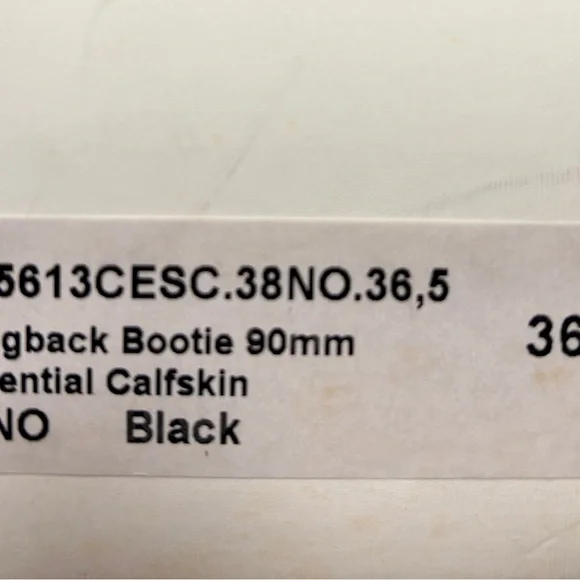 5613CESC.38NO.36,5
gback Bootie 90mm
36
ential Calfskin
NO Black